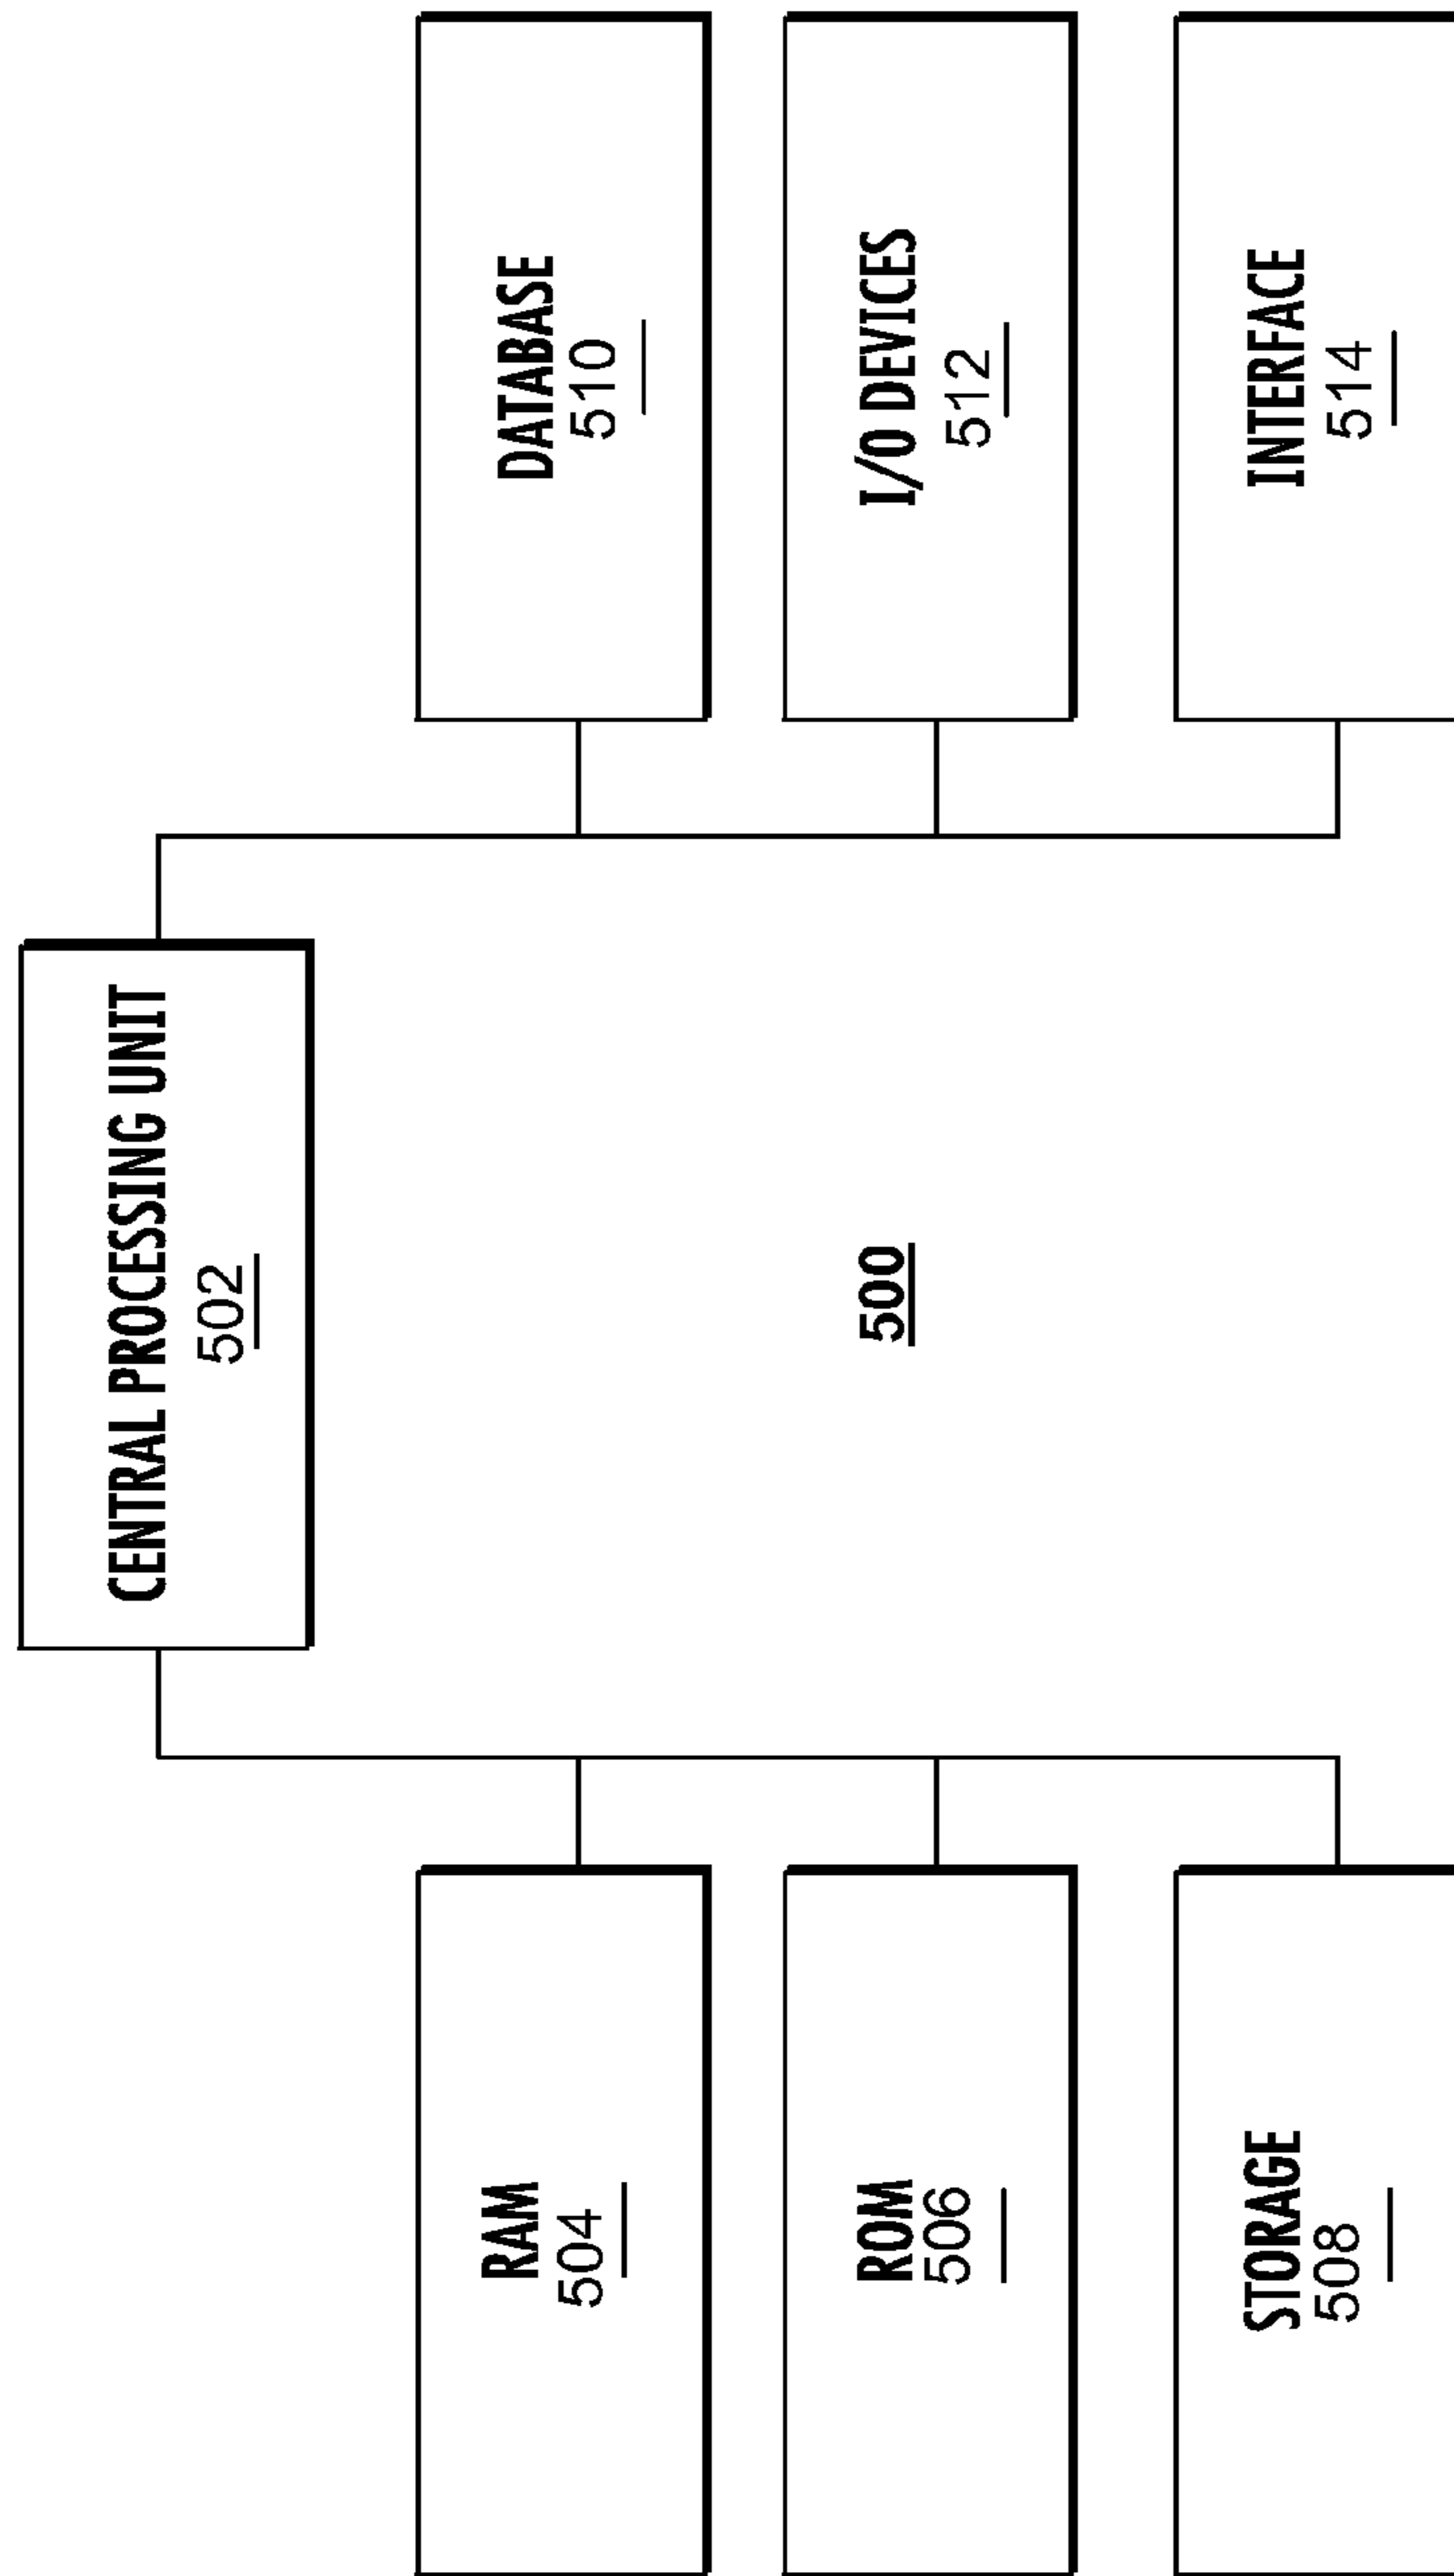 CENTRAL PROCESSING UNIT
502
RAM
504
DATABASE
510
ROM
506
500
I/O DEVICES
512
STORAGE
508
INTERFACE
514